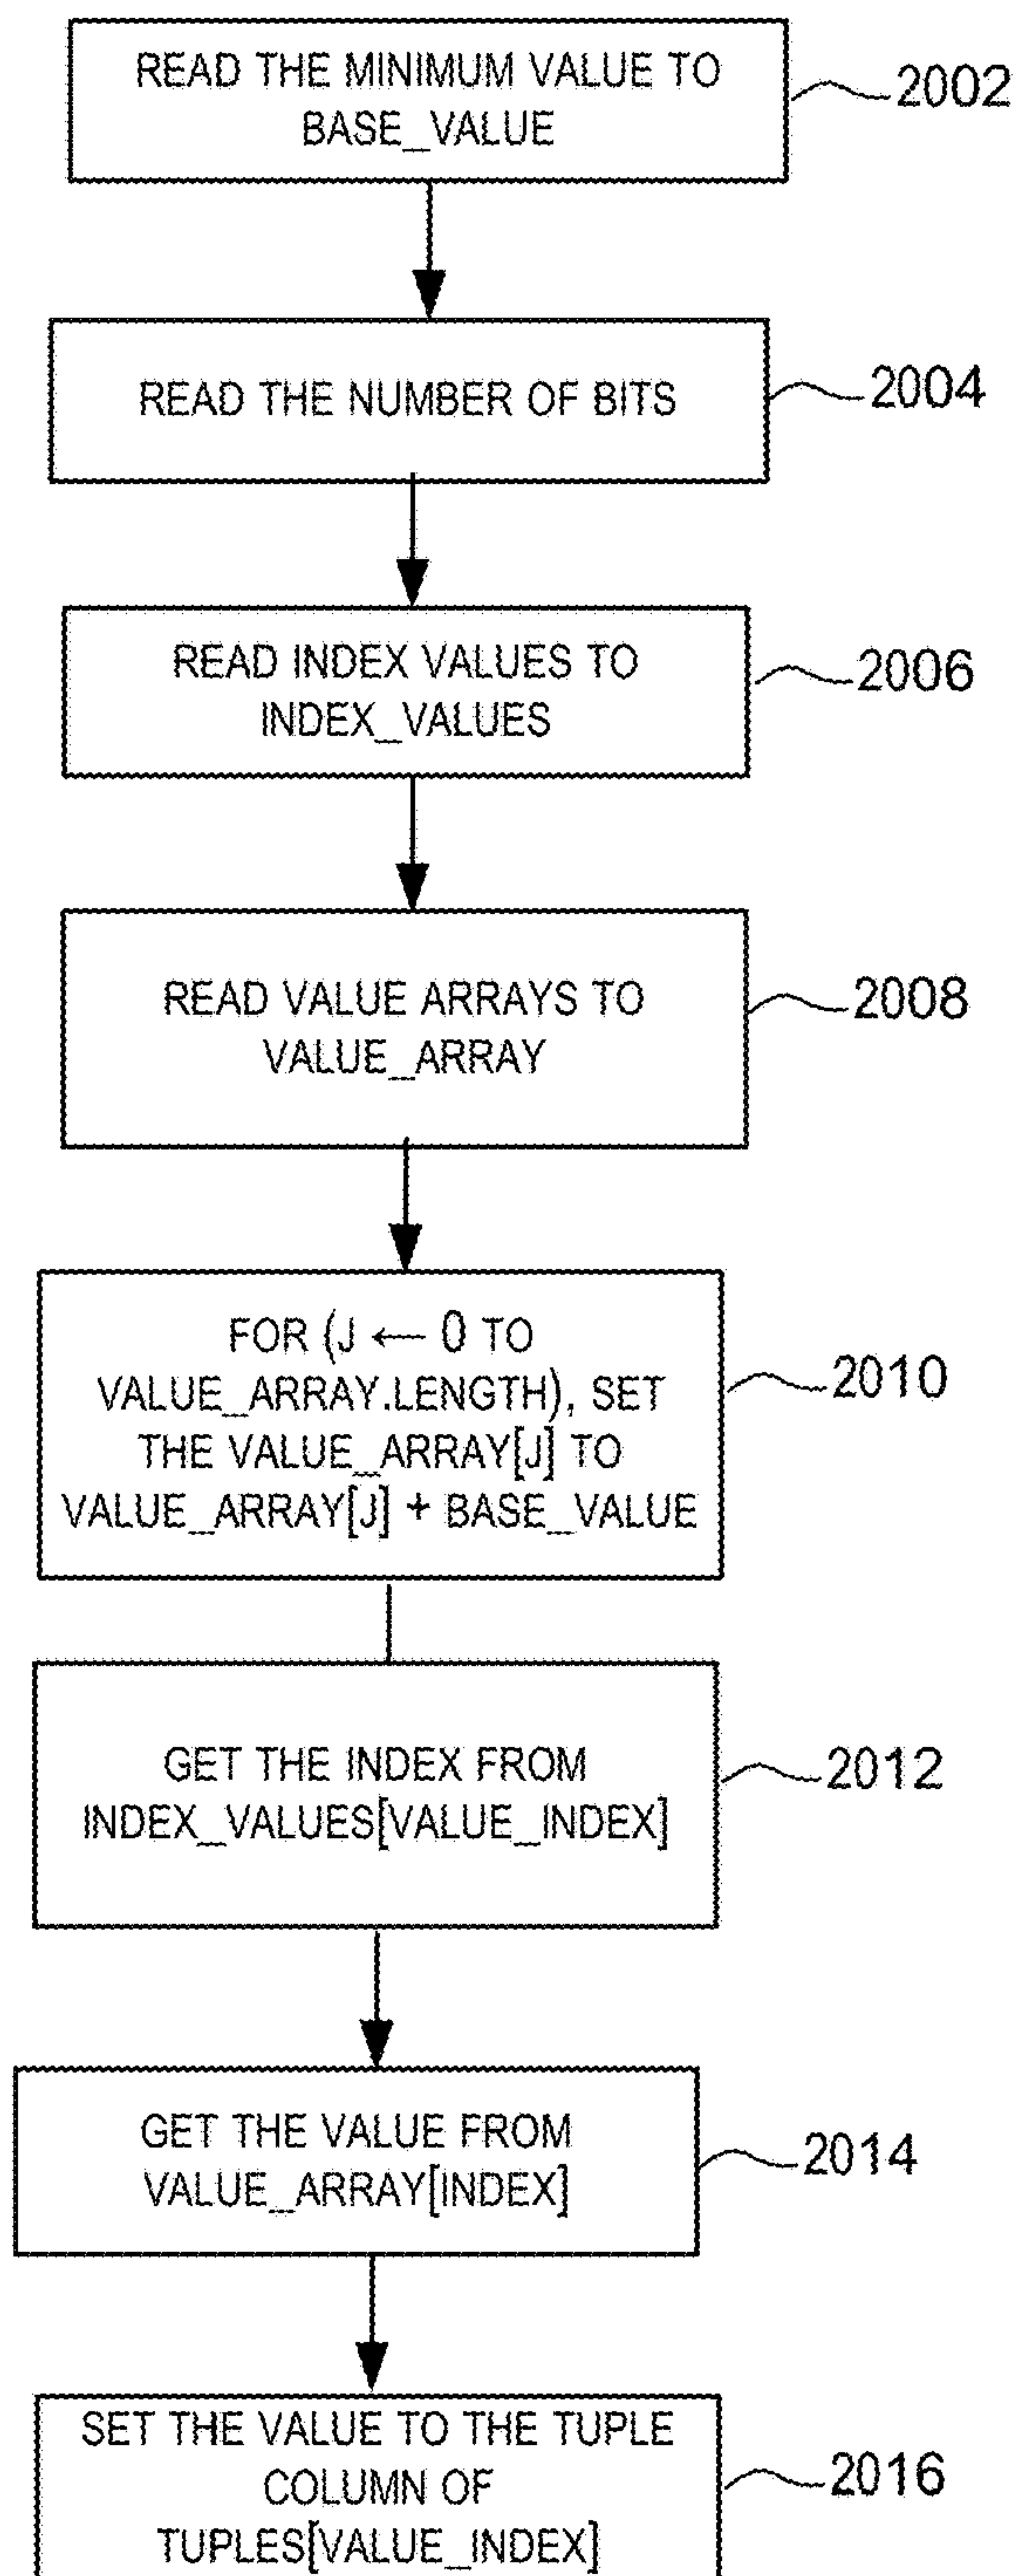 READ THE MINIMUM VALUE TO
BASE_VALUE
2002
READ THE NUMBER OF BITS
2004
READ INDEX VALUES TO
INDEX_VALUES
2006
READ VALUE ARRAYS TO
VALUE_ARRAY
2008
FOR (J ← 0 TO
VALUE_ARRAY.LENGTH), SET
THE VALUE_ARRAY[J] TO
VALUE_ARRAY[J] + BASE_VALUE
2010
GET THE INDEX FROM
INDEX_VALUES[VALUE_INDEX]
2012
GET THE VALUE FROM
VALUE_ARRAY[INDEX]
2014
SET THE VALUE TO THE TUPLE
COLUMN OF
TUPLES[VALUE_INDEX]
2016